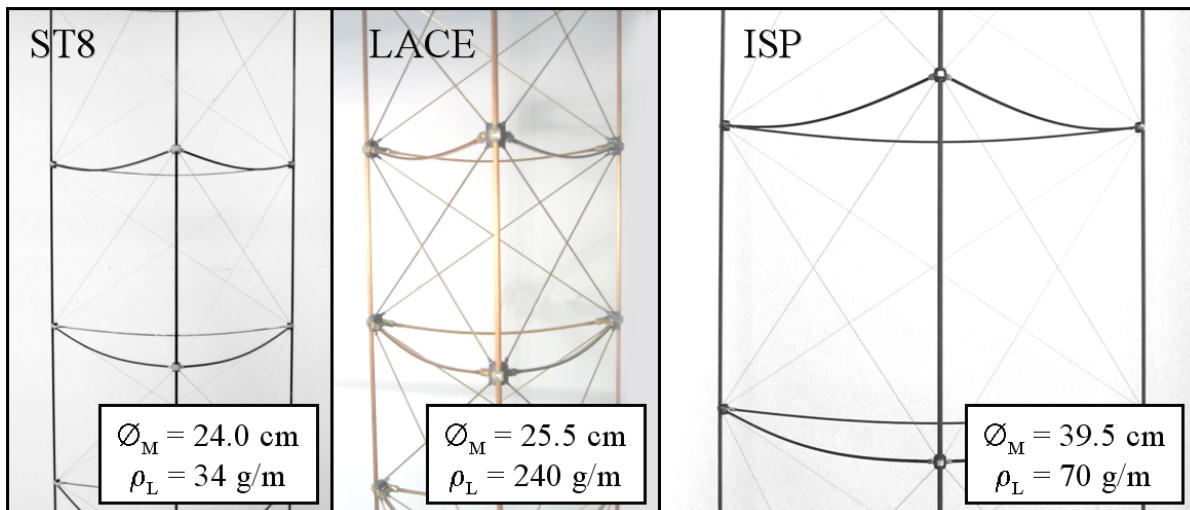 ST8
LACE
ISP
∅M = 24.0 cm
ρL = 34 g/m
∅M = 25.5 cm
ρL = 240 g/m
∅M = 39.5 cm
ρL = 70 g/m